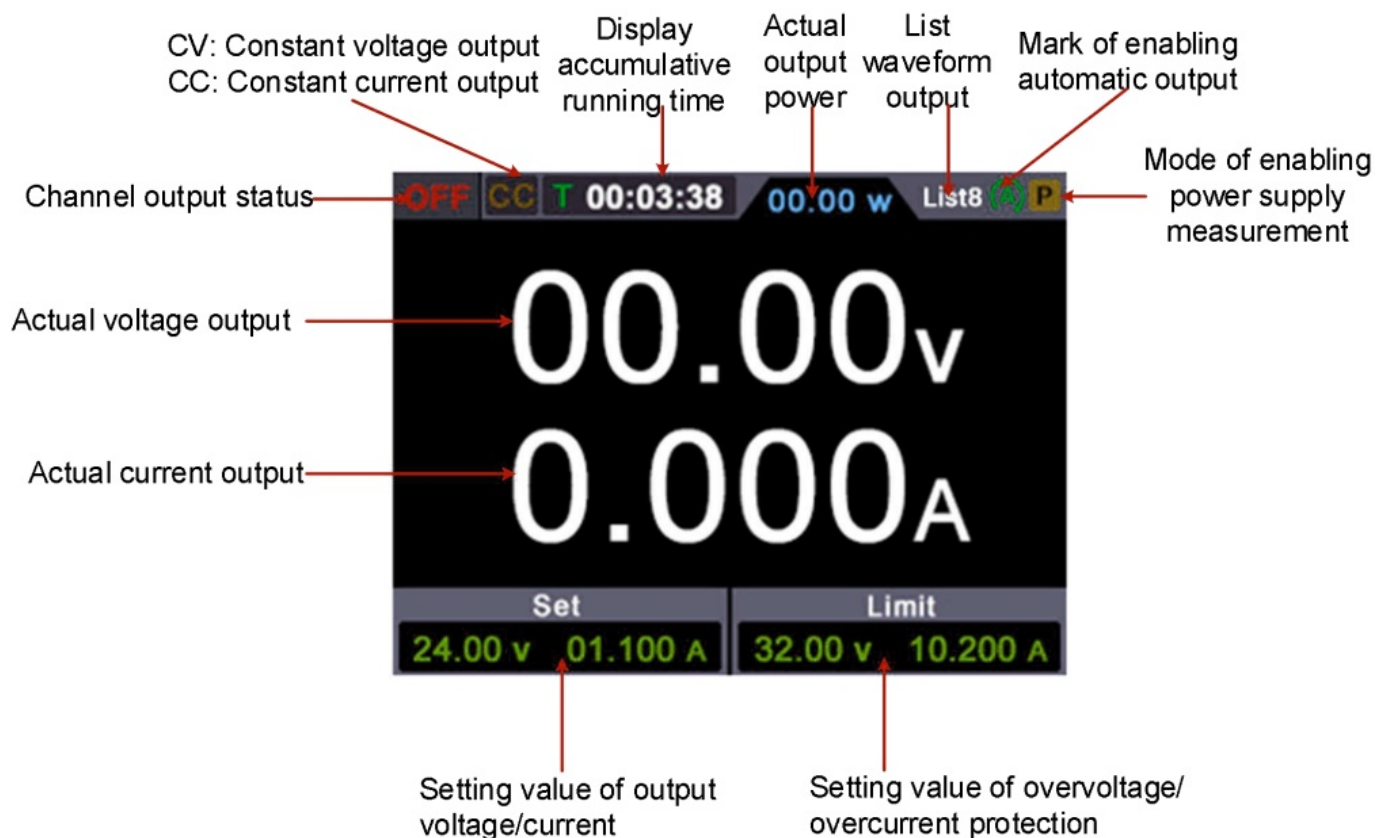 CV: Constant voltage output
CC: Constant current output
Display
accumulative
running time
Actual
output
power
List
waveform
output
Mark of enabling
automatic output
Mode of enabling
power supply
measurement
Channel output status
OFF CC T 00:03:38 00.00 w List8 (A) P
Actual voltage output
00.00v
Actual current output
0.000A
Set Limit
24.00 v 01.100 A 32.00 v 10.200 A
Setting value of output
voltage/current
Setting value of overvoltage/
overcurrent protection